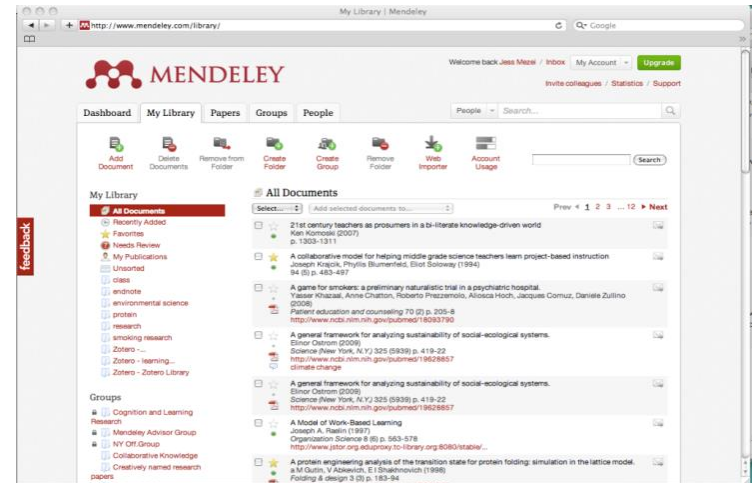 My Library | Mendeley
http://www.mendeley.com/library/
Google
MENDELEY
Welcome back Jess Mezei / Inbox My Account Upgrade
Invite colleagues / Statistics / Support
Dashboard My Library Papers Groups People
People Search...
Add Document
Delete Documents
Remove from Folder
Create Folder
Create Group
Remove Folder
Web Importer
Account Usage
Search
feedback
My Library
All Documents
Recently Added
Favorites
Needs Review
My Publications
Unsorted
class
endnote
environmental science
protein
research
smoking research
Zotero -...
Zotero - learning...
Zotero - Zotero Library
Groups
Cognition and Learning
Research
Mendeley Advisor Group
NY Off.Group
Collaborative Knowledge
Creatively named research
papers
All Documents
Select... Add selected documents to... Prev 1 2 3 ... 12 Next
21st century teachers as prosumers in a bi-literate knowledge-driven world
Ken Komoski (2007)
p. 1303-1311
A collaborative model for helping middle grade science teachers learn project-based instruction
Joseph Krajcik, Phyllis Blumenfeld, Eliot Soloway (1994)
94 (5) p. 483-497
A game for smokers: a preliminary naturalistic trial in a psychiatric hospital.
Yasser Khazaal, Anne Chatton, Roberto Prezzemolo, Aliosca Hoch, Jacques Cornuz, Daniele Zullino
(2008)
Patient education and counseling 70 (2) p. 205-8
http://www.ncbi.nlm.nih.gov/pubmed/18093790
A general framework for analyzing sustainability of social-ecological systems.
Elinor Ostrom (2009)
Science (New York, N.Y.) 325 (5939) p. 419-22
http://www.ncbi.nlm.nih.gov/pubmed/19628857
climate change
A general framework for analyzing sustainability of social-ecological systems.
Elinor Ostrom (2009)
Science (New York, N.Y.) 325 (5939) p. 419-22
http://www.ncbi.nlm.nih.gov/pubmed/19628857
A Model of Work-Based Learning
Joseph A. Raelin (1997)
Organization Science 8 (6) p. 563-578
http://www.jstor.org.eduproxy.tc-library.org:8080/stable/...
A protein engineering analysis of the transition state for protein folding: simulation in the lattice model.
a M Gutin, V Abkevich, E I Shakhnovich (1998)
Folding & design 3 (3) p. 183-94